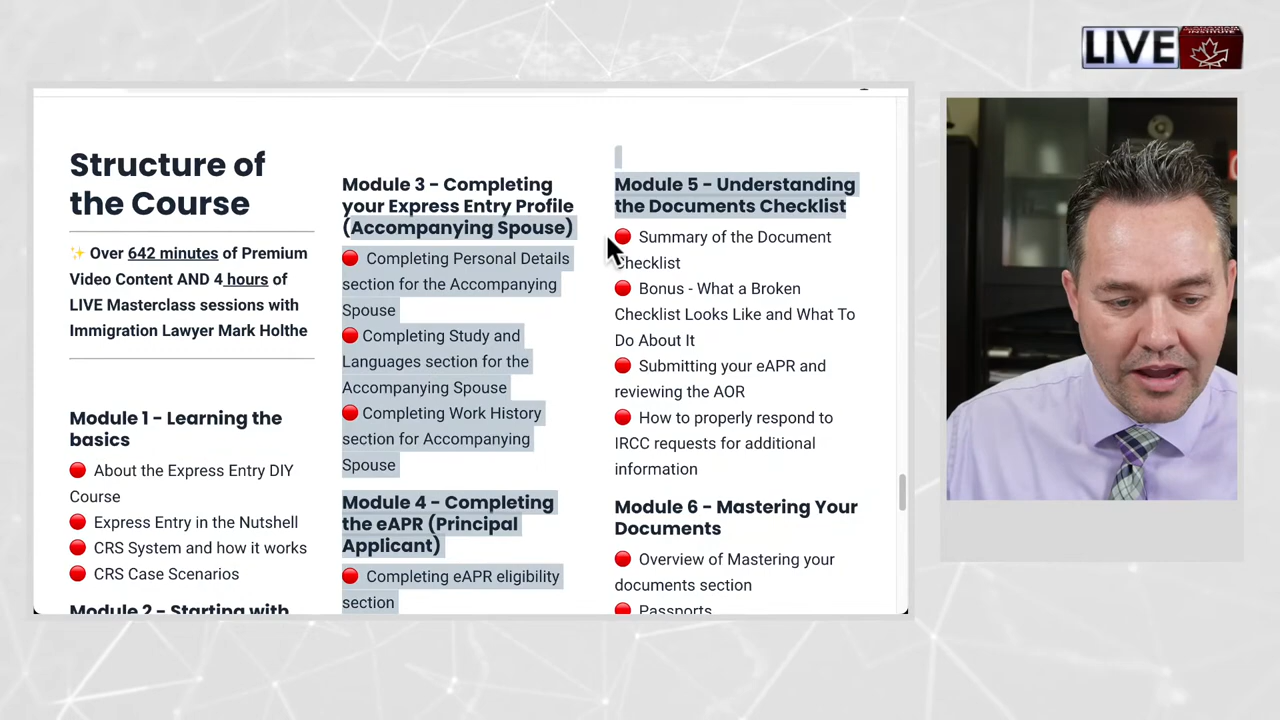 LIVE
Structure of
the Course
✨ Over 642 minutes of Premium
Video Content AND 4 hours of
LIVE Masterclass sessions with
Immigration Lawyer Mark Holthe
Module 1 - Learning the
basics
🔴 About the Express Entry DIY
Course
🔴 Express Entry in the Nutshell
🔴 CRS System and how it works
🔴 CRS Case Scenarios
Module 2 - Starting with
Module 3 - Completing
your Express Entry Profile
(Accompanying Spouse)
🔴 Completing Personal Details
section for the Accompanying
Spouse
🔴 Completing Study and
Languages section for the
Accompanying Spouse
🔴 Completing Work History
section for Accompanying
Spouse
Module 4 - Completing
the eAPR (Principal
Applicant)
🔴 Completing eAPR eligibility
section
Module 5 - Understanding
the Documents Checklist
🔴 Summary of the Document
Checklist
🔴 Bonus - What a Broken
Checklist Looks Like and What To
Do About It
🔴 Submitting your eAPR and
reviewing the AOR
🔴 How to properly respond to
IRCC requests for additional
information
Module 6 - Mastering Your
Documents
🔴 Overview of Mastering your
documents section
🔴 Passports